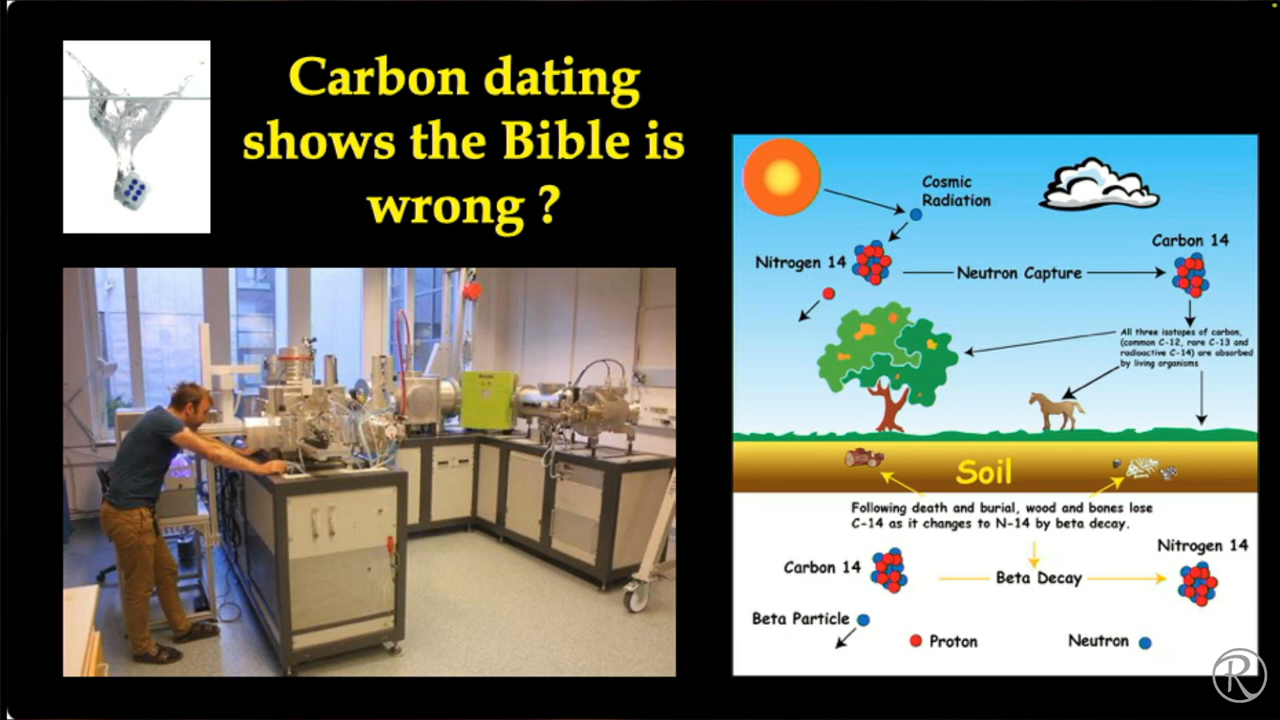 Carbon dating
shows the Bible is
wrong ?
Cosmic
Radiation
Nitrogen 14
Neutron Capture
Carbon 14
All three isotopes of carbon,
(common C-12, rare C-13 and
radioactive C-14) are absorbed
by living organisms
Soil
Following death and burial, wood and bones lose
C-14 as it changes to N-14 by beta decay.
Carbon 14
Beta Decay
Nitrogen 14
Beta Particle
Proton
Neutron
R